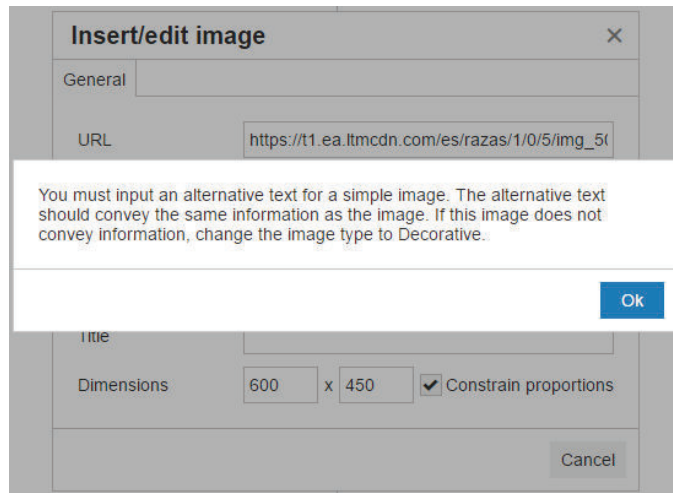 Insert/edit image ×
General
URL https://t1.ea.ltmcdn.com/es/razas/1/0/5/img_50
You must input an alternative text for a simple image. The alternative text
should convey the same information as the image. If this image does not
convey information, change the image type to Decorative.
Ok
Title
Dimensions 600 x 450 Constrain proportions
Cancel